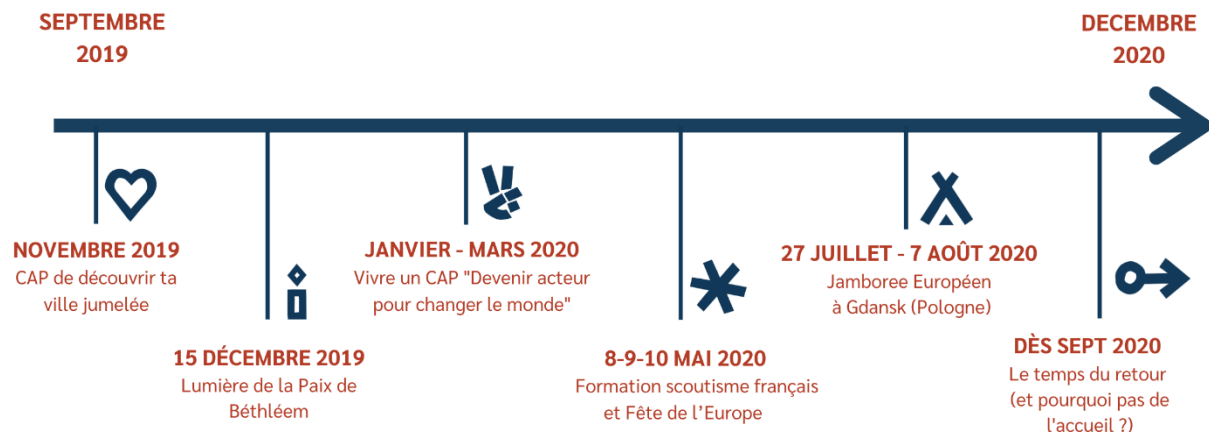 SEPTEMBRE
2019
DECEMBRE
2020
NOVEMBRE 2019
CAP de découvrir ta
ville jumelée
15 DÉCEMBRE 2019
Lumière de la Paix de
Béthléem
JANVIER - MARS 2020
Vivre un CAP "Devenir acteur
pour changer le monde"
8-9-10 MAI 2020
Formation scoutisme français
et Fête de l'Europe
27 JUILLET - 7 AOÛT 2020
Jamboree Européen
à Gdansk (Pologne)
DÈS SEPT 2020
Le temps du retour
(et pourquoi pas de
l'accueil ?)